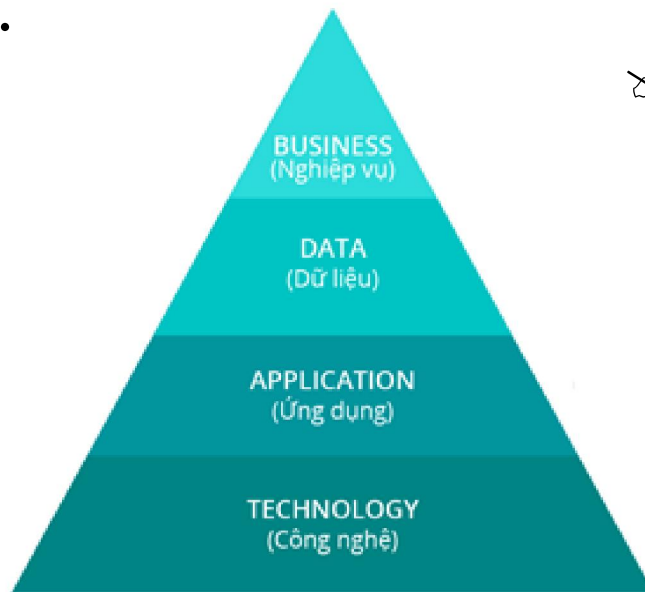 BUSINESS
(Nghiệp vụ)
DATA
(Dữ liệu)
APPLICATION
(Ứng dụng)
TECHNOLOGY
(Công nghệ)